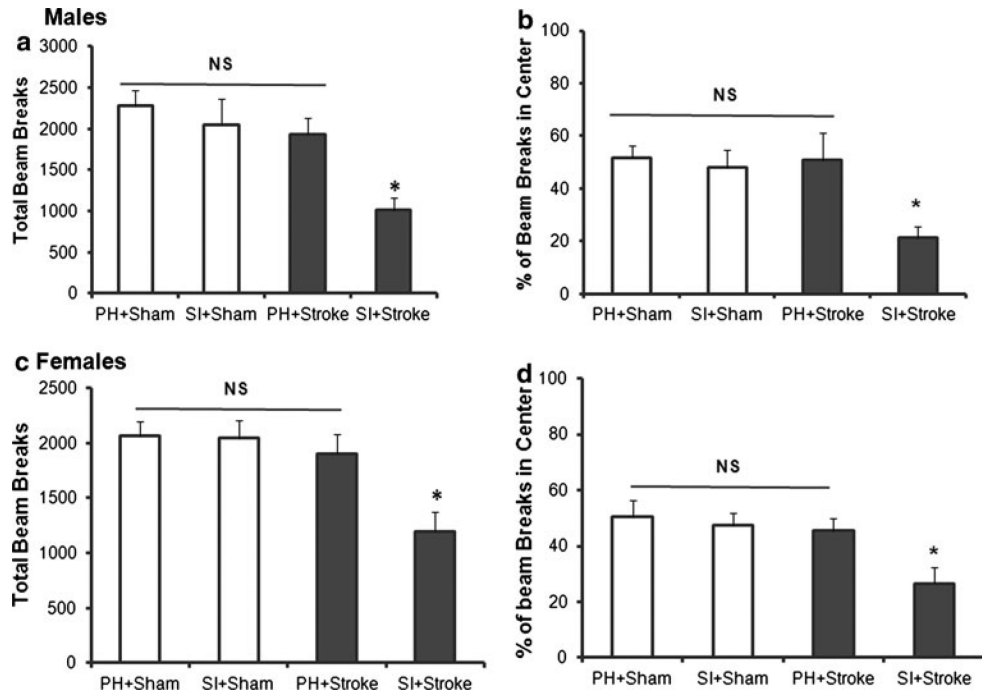 Males
a
Total Beam Breaks
3000
2500
2000
1500
1000
500
0
NS
*
PH+Sham SI+Sham PH+Stroke SI+Stroke
b
% of Beam Breaks in Center
100
80
60
40
20
0
NS
*
PH+Sham SI+Sham PH+Stroke SI+Stroke
c Females
Total Beam Breaks
2500
2000
1500
1000
500
0
NS
*
PH+Sham SI+Sham PH+Stroke SI+Stroke
d
% of beam Breaks in Center
100
80
60
40
20
0
NS
*
PH+Sham SI+Sham PH+Stroke SI+Stroke